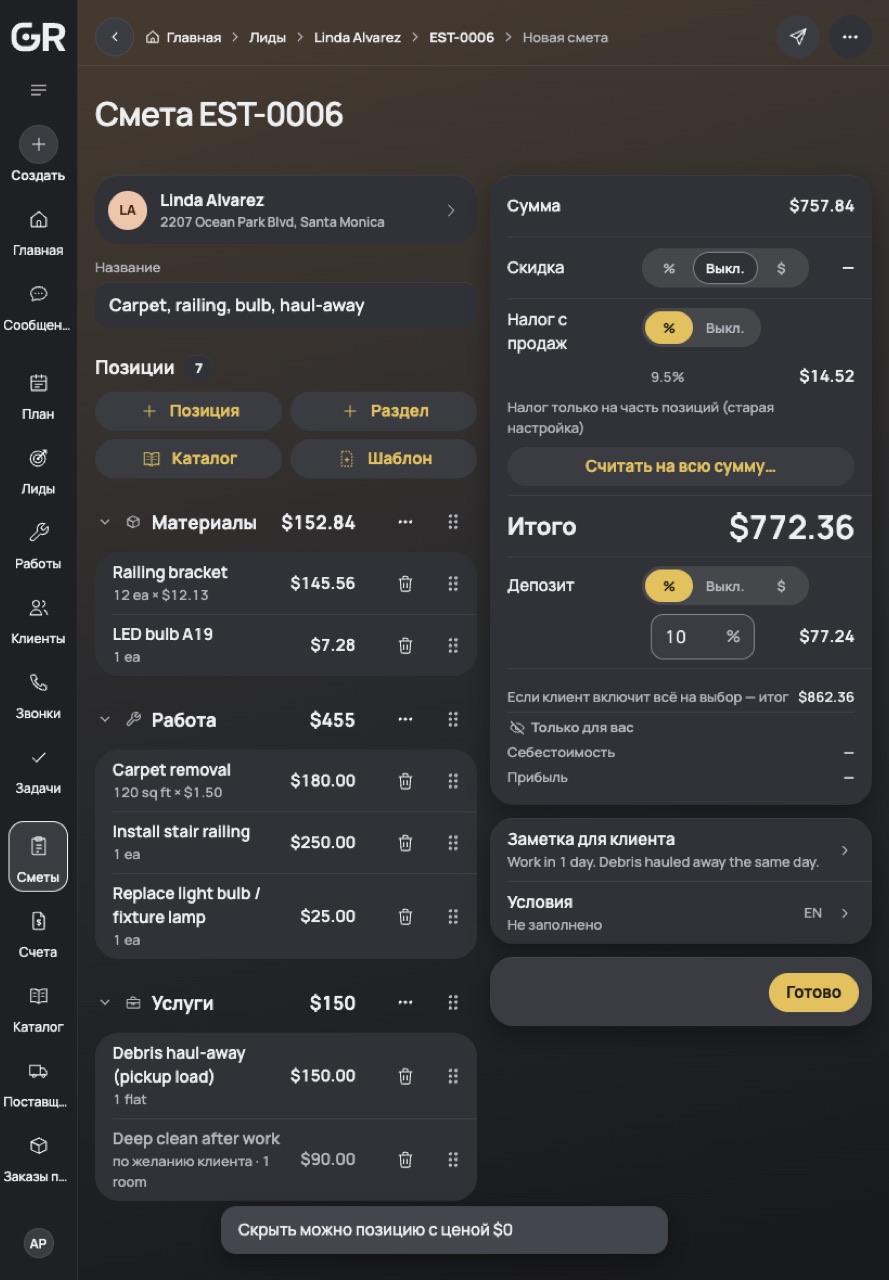 GR
Главная > Лиды > Linda Alvarez > EST-0006 > Новая смета
Создать
Главная
Сообщен...
План
Лиды
Работы
Клиенты
Звонки
Задачи
Сметы
Счета
Каталог
Поставщ...
Заказы п...
AP
Смета EST-0006
LA
Linda Alvarez
2207 Ocean Park Blvd, Santa Monica
Название
Carpet, railing, bulb, haul-away
Позиции 7
+ Позиция
+ Раздел
Каталог
Шаблон
Материалы $152.84
Railing bracket
12 ea × $12.13
$145.56
LED bulb A19
1 ea
$7.28
Работа $455
Carpet removal
120 sq ft × $1.50
$180.00
Install stair railing
1 ea
$250.00
Replace light bulb /
fixture lamp
1 ea
$25.00
Услуги $150
Debris haul-away
(pickup load)
1 flat
$150.00
Deep clean after work
по желанию клиента · 1
room
$90.00
Сумма $757.84
Скидка % Выкл. $ –
Налог с
продаж
% Выкл.
9.5% $14.52
Налог только на часть позиций (старая
настройка)
Считать на всю сумму...
Итого $772.36
Депозит % Выкл. $
10 % $77.24
Если клиент включит всё на выбор — итог $862.36
Только для вас
Себестоимость –
Прибыль –
Заметка для клиента
Work in 1 day. Debris hauled away the same day.
Условия
Не заполнено
EN
Готово
Скрыть можно позицию с ценой $0